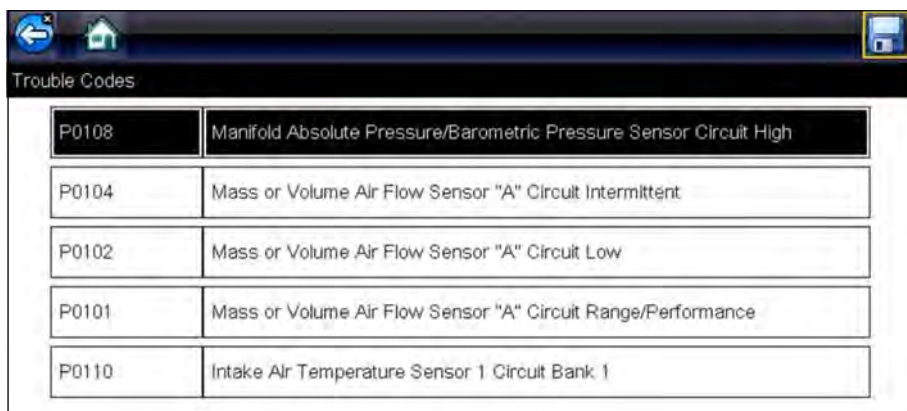 Trouble Codes
P0108 Manifold Absolute Pressure/Barometric Pressure Sensor Circuit High
P0104 Mass or Volume Air Flow Sensor "A" Circuit Intermittent
P0102 Mass or Volume Air Flow Sensor "A" Circuit Low
P0101 Mass or Volume Air Flow Sensor "A" Circuit Range/Performance
P0110 Intake Air Temperature Sensor 1 Circuit Bank 1